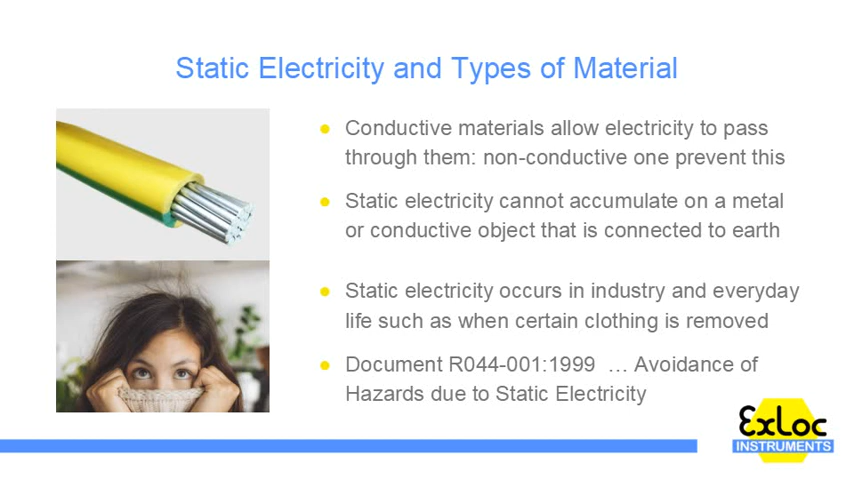 Static Electricity and Types of Material
Conductive materials allow electricity to pass
through them: non-conductive one prevent this
Static electricity cannot accumulate on a metal
or conductive object that is connected to earth
Static electricity occurs in industry and everyday
life such as when certain clothing is removed
Document R044-001:1999 … Avoidance of
Hazards due to Static Electricity
ExLoc
INSTRUMENTS